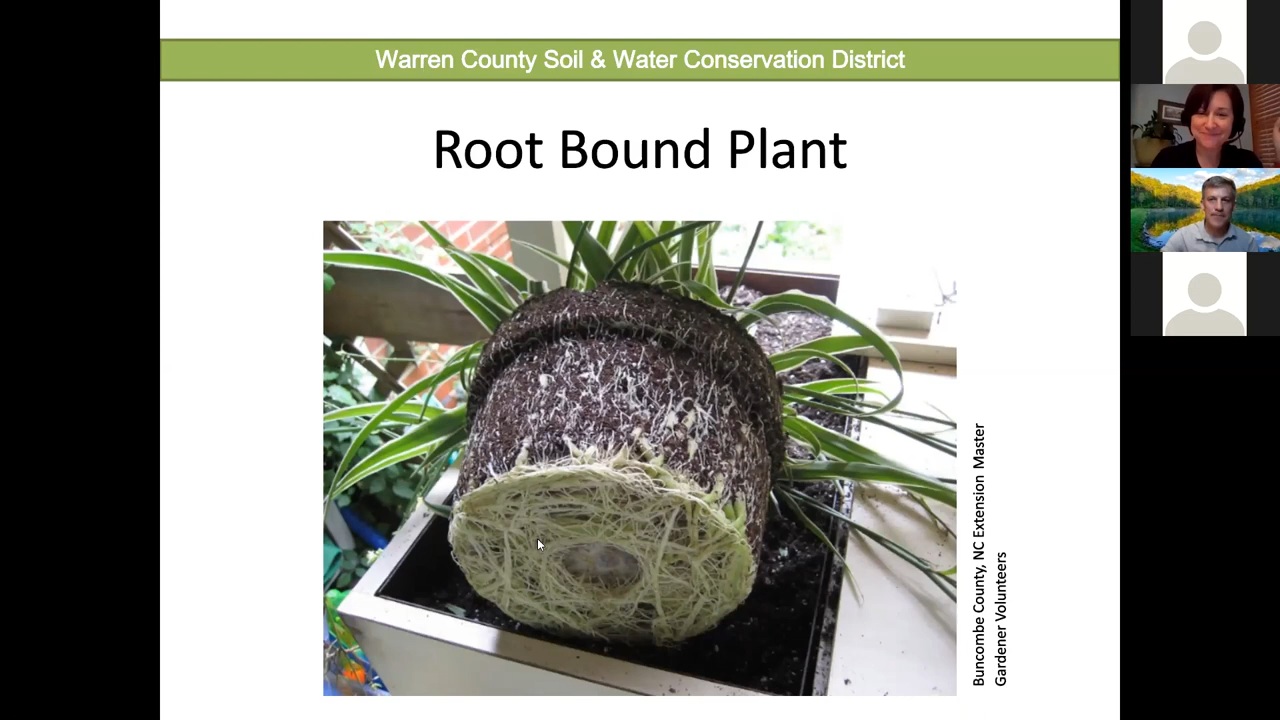 Warren County Soil & Water Conservation District
Root Bound Plant
Buncombe County, NC Extension Master
Gardener Volunteers